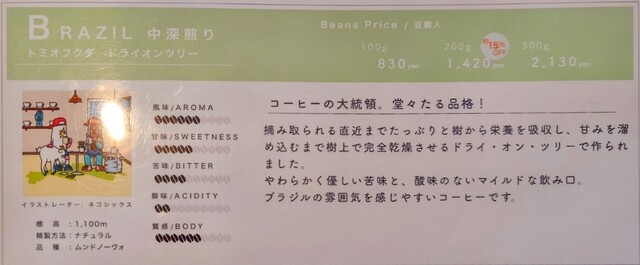 BRAZIL 中深煎り
トミオフクダ ドライオンツリー
Beans Price / 豆購入
100g 200g 約15%OFF 300g
830yen 1,420yen 2,130yen
コーヒーの大統領。堂々たる品格！
摘み取られる直近までたっぷりと樹から栄養を吸収し、甘みを溜
め込むまで樹上で完全乾燥させるドライ・オン・ツリーで作られ
ました。
やわらかく優しい苦味と、酸味のないマイルドな飲み口。
ブラジルの雰囲気を感じやすいコーヒーです。
風味/AROMA
甘味/SWEETNESS
苦味/BITTER
酸味/ACIDITY
質感/BODY
イラストレーター: ネゴシックス
標 高 : 1,100m
精製方法 : ナチュラル
品 種 : ムンドノーヴォ